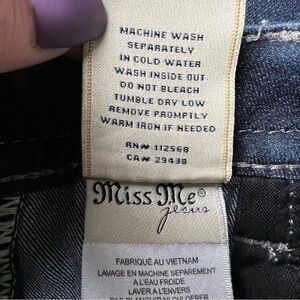 MACHINE WASH
SEPARATELY
IN COLD WATER
WASH INSIDE OUT
DO NOT BLEACH
TUMBLE DRY LOW
REMOVE PROMPTLY
WARM IRON IF NEEDED
RN# 112568
CA# 29438
Miss Me®
jeans
FABRIQUÉ AU VIETNAM
LAVAGE EN MACHINE SEPAREMENT
A L'EAU FROIDE
LAVER A L'ENVERS